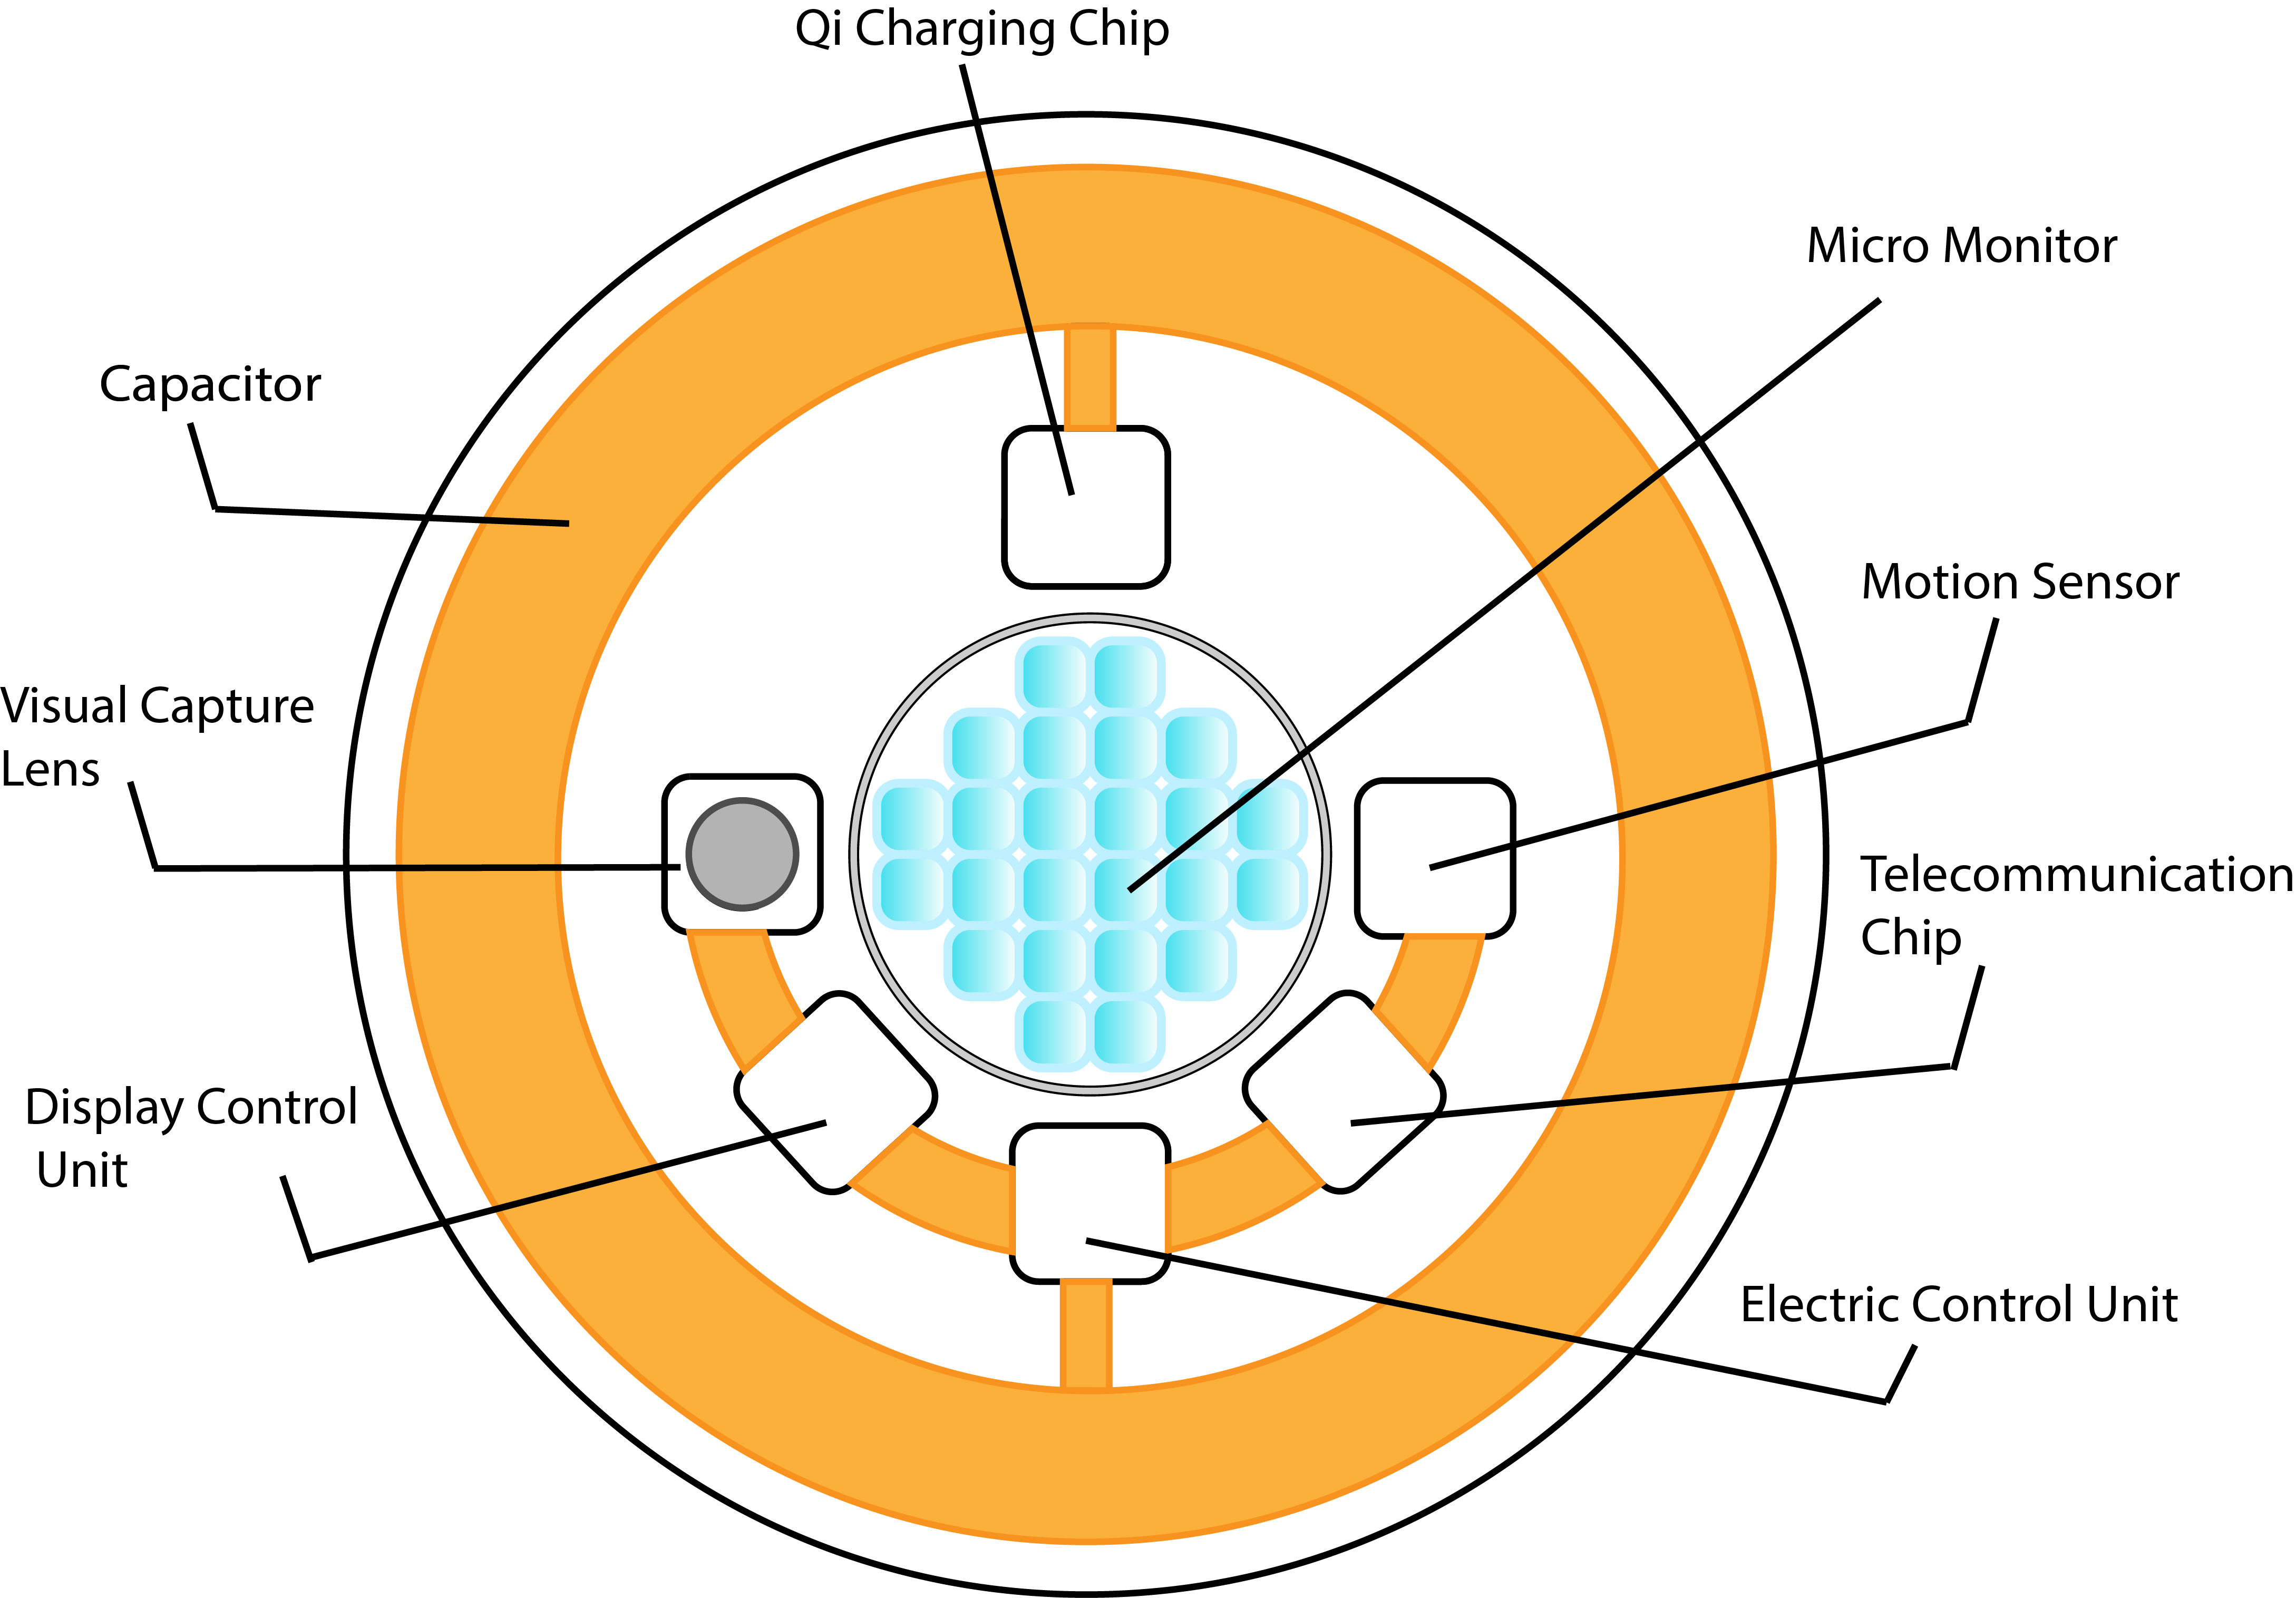 Qi Charging Chip
Micro Monitor
Capacitor
Motion Sensor
Visual Capture
Lens
Telecommunication
Chip
Display Control
Unit
Electric Control Unit